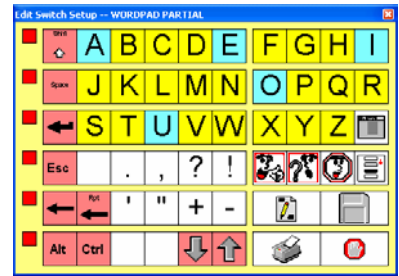 Edit Switch Setup -- WORDPAD PARTIAL
Shift A B C D E F G H I
Space J K L M N O P Q R
S T U V W X Y Z
Esc . , ? !
Rpt ' " + -
Alt Ctrl